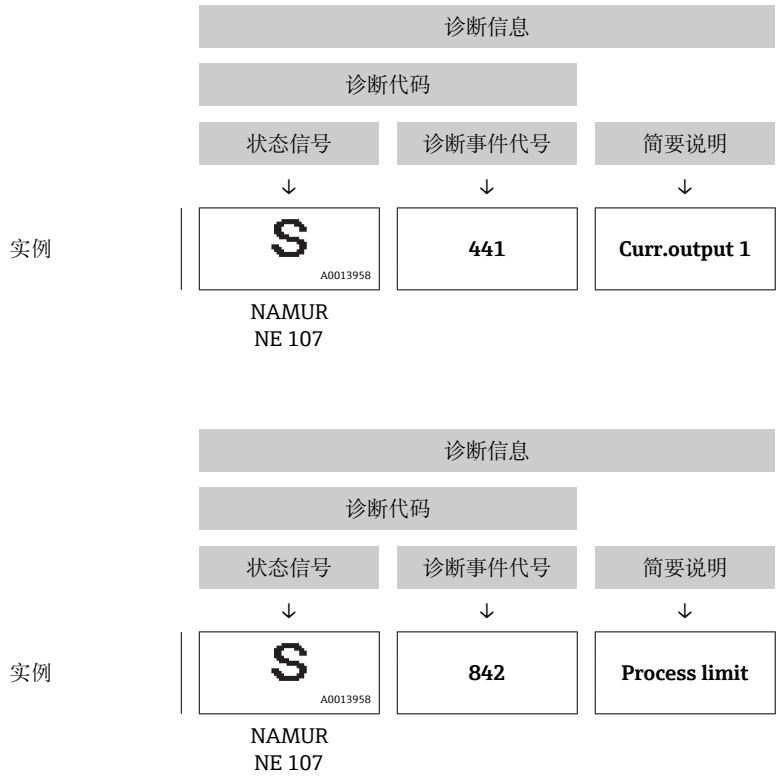 诊断信息
诊断代码
状态信号 诊断事件代号 简要说明
↓ ↓ ↓
实例 S A0013958 441 Curr.output 1
NAMUR
NE 107
诊断信息
诊断代码
状态信号 诊断事件代号 简要说明
↓ ↓ ↓
实例 S A0013958 842 Process limit
NAMUR
NE 107